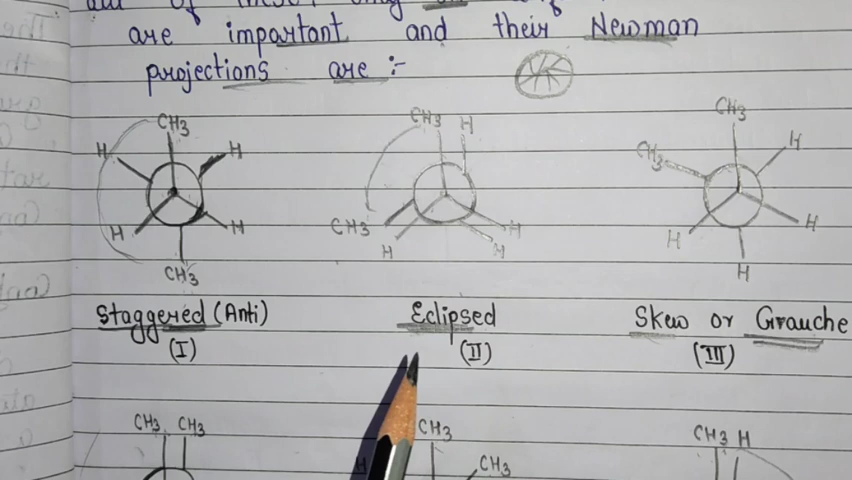 are important and their Newman
projections are :-
CH3 CH3 H CH3
H H H
CH3
H H CH3 H H H
H H H
CH3 H
Staggered (Anti) Eclipsed Skew or Grauche
(I) (II) (III)
CH3 CH3 CH3 CH3 H
CH3